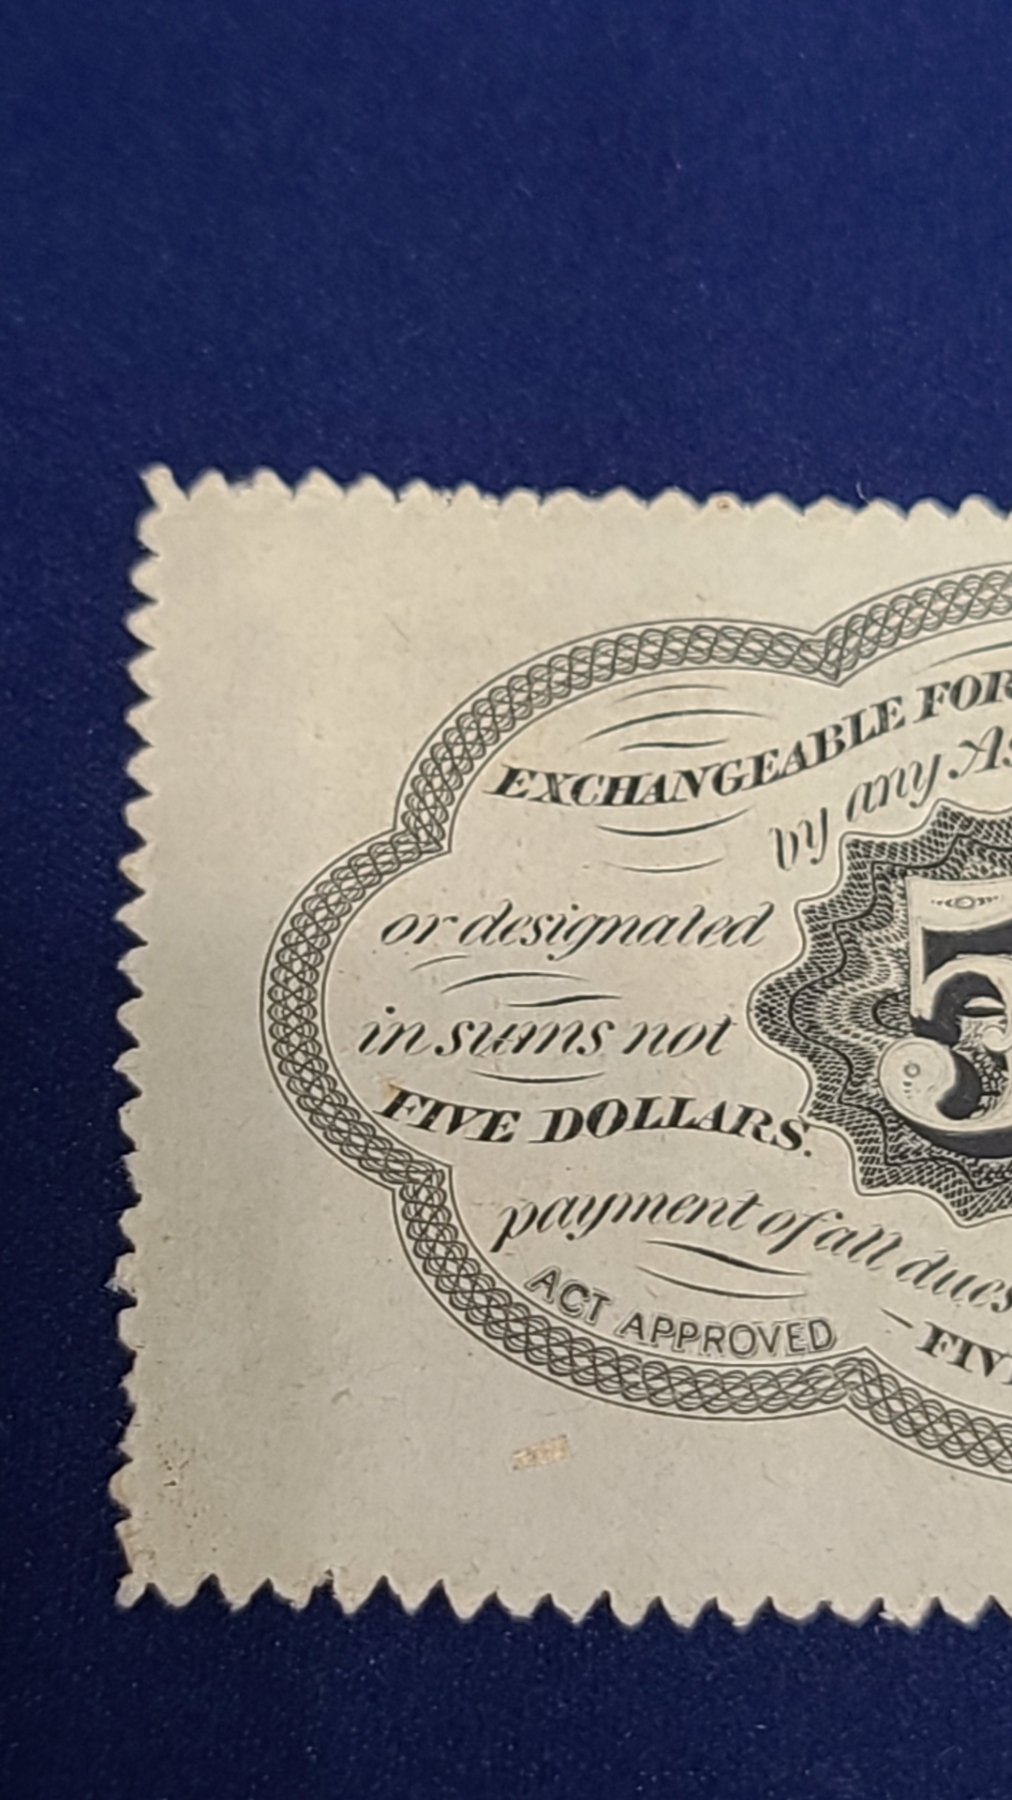 EXCHANGEABLE FOR
by any As
or designated
in sums not
5
FIVE DOLLARS.
payment of all dues
ACT APPROVED
FIV